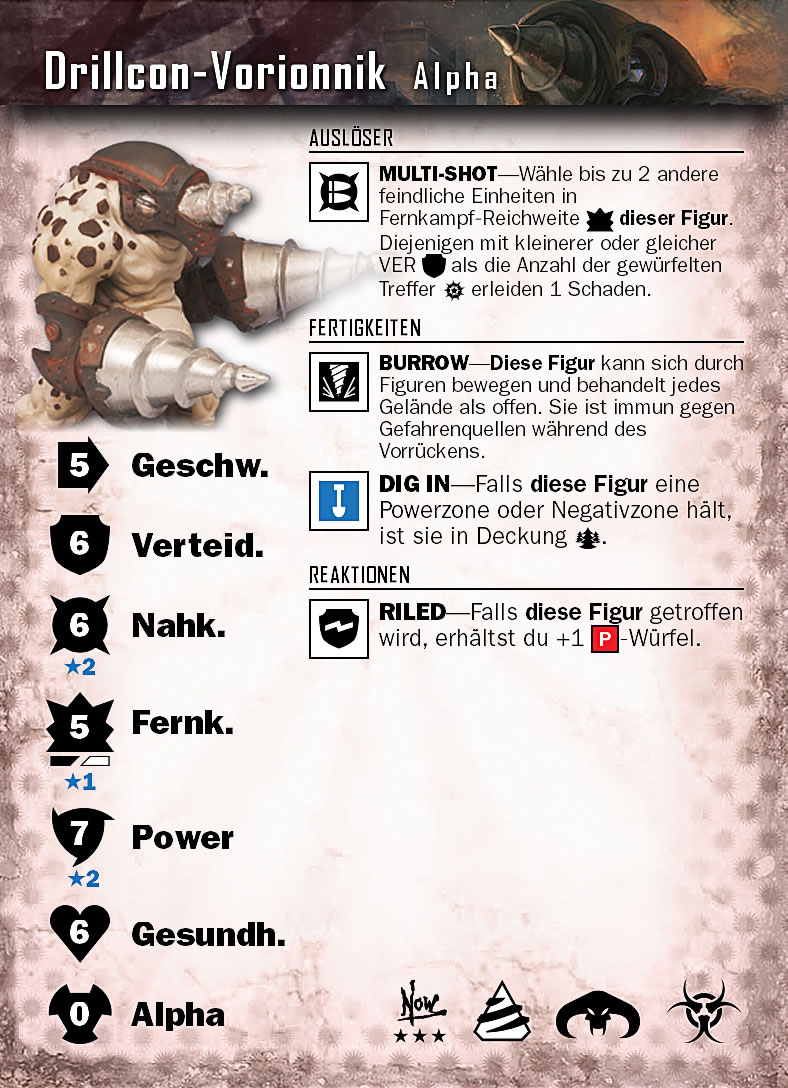 Drillcon-Vorionnik Alpha
AUSLÖSER
MULTI-SHOT—Wähle bis zu 2 andere
feindliche Einheiten in
Fernkampf-Reichweite dieser Figur.
Diejenigen mit kleinerer oder gleicher
VER als die Anzahl der gewürfelten
Treffer erleiden 1 Schaden.
FERTIGKEITEN
BURROW—Diese Figur kann sich durch
Figuren bewegen und behandelt jedes
Gelände als offen. Sie ist immun gegen
Gefahrenquellen während des
Vorrückens.
DIG IN—Falls diese Figur eine
Powerzone oder Negativzone hält,
ist sie in Deckung .
REAKTIONEN
RILED—Falls diese Figur getroffen
wird, erhältst du +1 P-Würfel.
5 Geschw.
6 Verteid.
6 Nahk.
★2
5 Fernk.
★1
7 Power
★2
6 Gesundh.
0 Alpha
Now
★★★